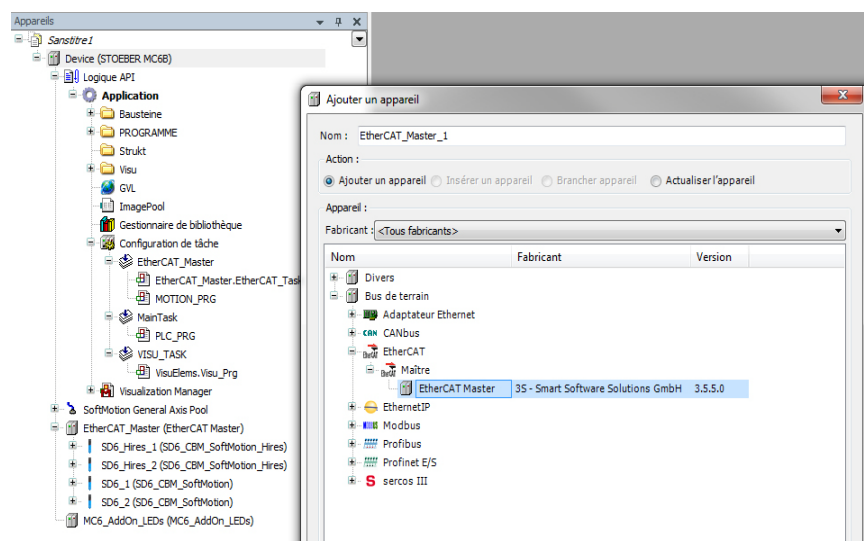 Appareils
Sanstitre1
Device (STOEBER MC6B)
Logique API
Application
Bausteine
PROGRAMME
Strukt
Visu
GVL
ImagePool
Gestionnaire de bibliothèque
Configuration de tâche
EtherCAT_Master
EtherCAT_Master.EtherCAT_Task
MOTION_PRG
MainTask
PLC_PRG
VISU_TASK
VisuElems.Visu_Prg
Visualization Manager
SoftMotion General Axis Pool
EtherCAT_Master (EtherCAT Master)
SD6_Hires_1 (SD6_CBM_SoftMotion_Hires)
SD6_Hires_2 (SD6_CBM_SoftMotion_Hires)
SD6_1 (SD6_CBM_SoftMotion)
SD6_2 (SD6_CBM_SoftMotion)
MC6_AddOn_LEDs (MC6_AddOn_LEDs)
Ajouter un appareil
Nom : EtherCAT_Master_1
Action :
Ajouter un appareil Insérer un appareil Brancher appareil Actualiser l'appareil
Appareil :
Fabricant : <Tous fabricants>
Nom Fabricant Version
Divers
Bus de terrain
Adaptateur Ethernet
CAN CANbus
EtherCAT
Maître
EtherCAT Master 3S - Smart Software Solutions GmbH 3.5.5.0
EthernetIP
Modbus
Profibus
Profinet E/S
S sercos III